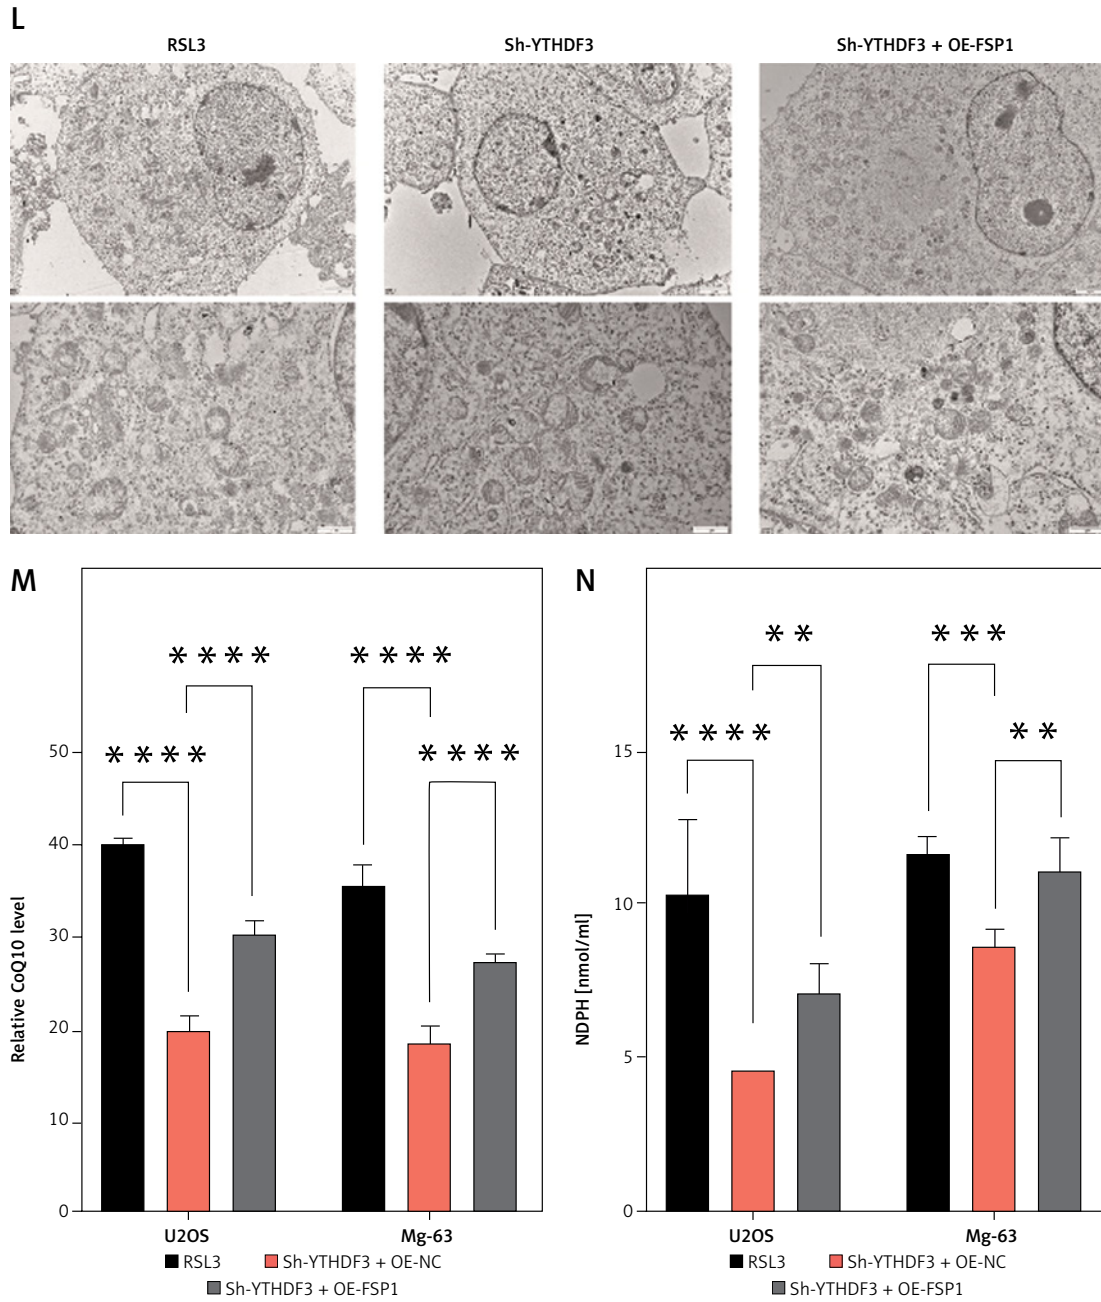 L
RSL3
Sh-YTHDF3
Sh-YTHDF3 + OE-FSP1
M
N
Relative CoQ10 level
50
40
30
20
10
0
* * * *
* * * *
* * * *
* * * *
U2OS
Mg-63
RSL3
Sh-YTHDF3 + OE-NC
Sh-YTHDF3 + OE-FSP1
NDPH [nmol/ml]
15
10
5
0
* * * *
* *
* * *
* *
U2OS
Mg-63
RSL3
Sh-YTHDF3 + OE-NC
Sh-YTHDF3 + OE-FSP1